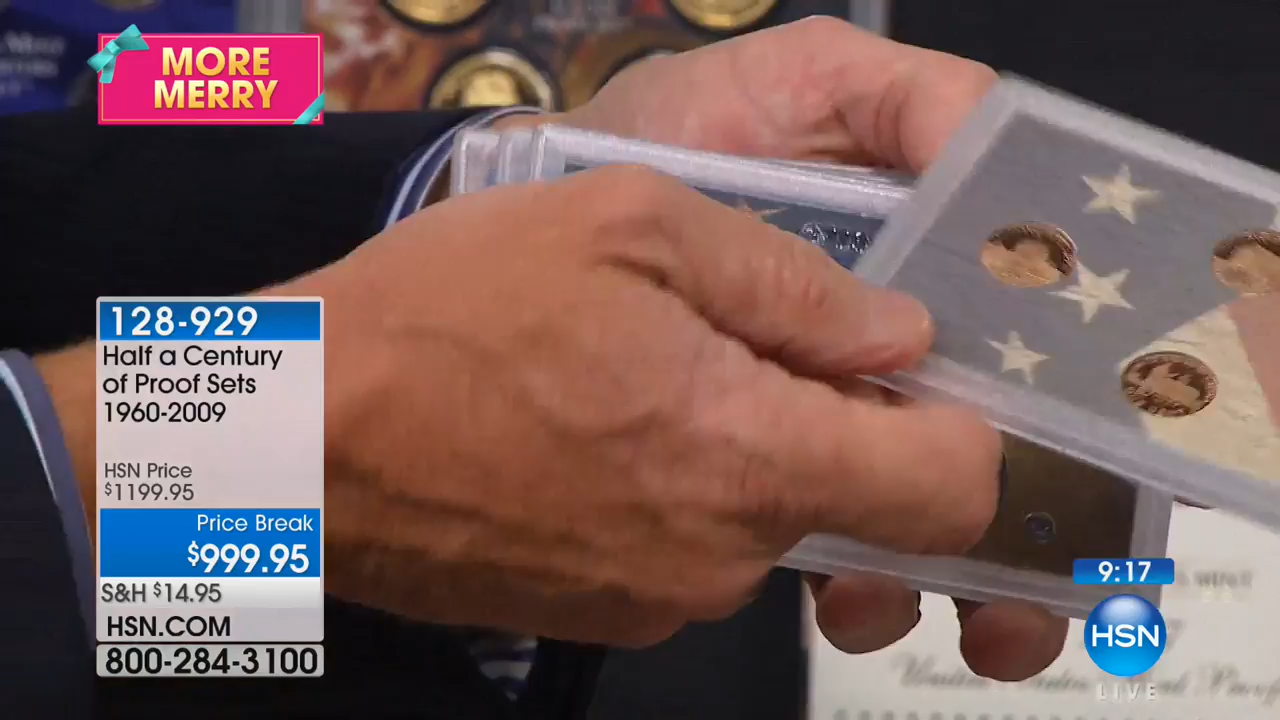 MORE
MERRY
128-929
Half a Century
of Proof Sets
1960-2009
HSN Price
$1199.95
Price Break
$999.95
S&H $14.95
HSN.COM
800-284-3100
9:17
HSN
LIVE